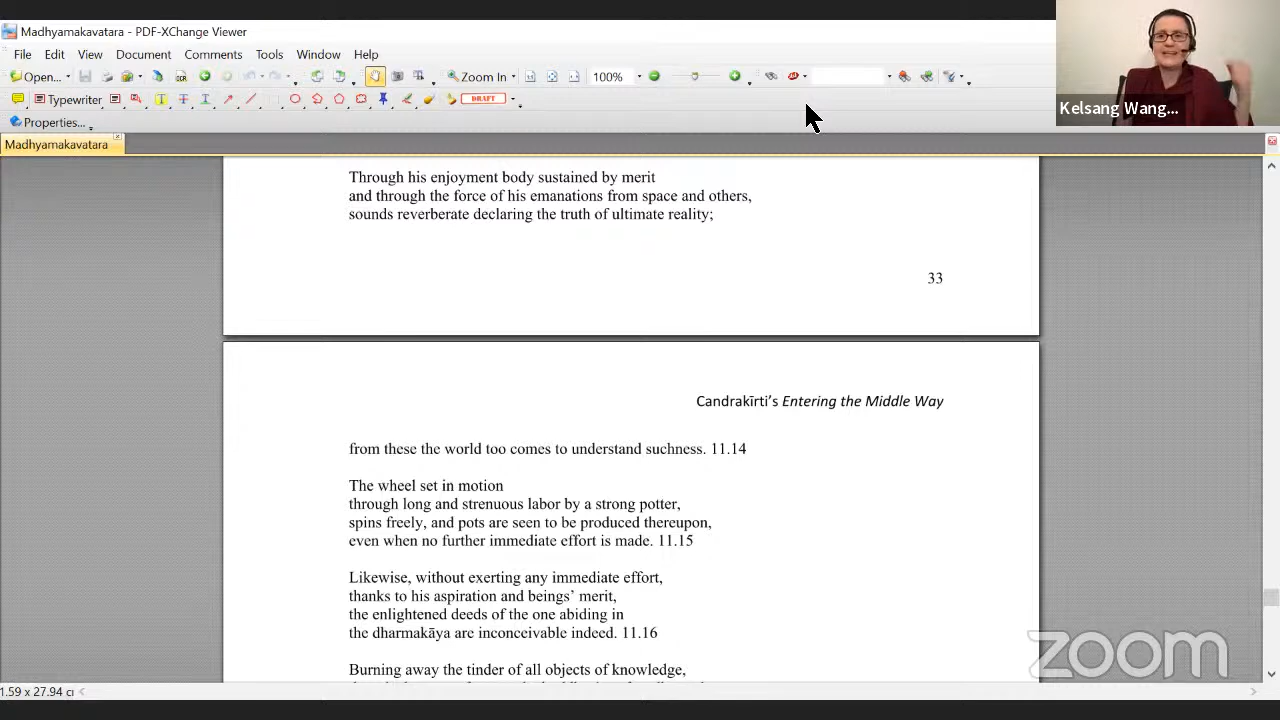 Madhyamakavatara - PDF-XChange Viewer
File Edit View Document Comments Tools Window Help
Open... Zoom In 100%
Typewriter DRAFT
Properties...
Kelsang Wang...
Madhyamakavatara
Through his enjoyment body sustained by merit
and through the force of his emanations from space and others,
sounds reverberate declaring the truth of ultimate reality;
33
Candrakīrti's Entering the Middle Way
from these the world too comes to understand suchness. 11.14
The wheel set in motion
through long and strenuous labor by a strong potter,
spins freely, and pots are seen to be produced thereupon,
even when no further immediate effort is made. 11.15
Likewise, without exerting any immediate effort,
thanks to his aspiration and beings' merit,
the enlightened deeds of the one abiding in
the dharmakāya are inconceivable indeed. 11.16
Burning away the tinder of all objects of knowledge,
zoom
1.59 x 27.94 c